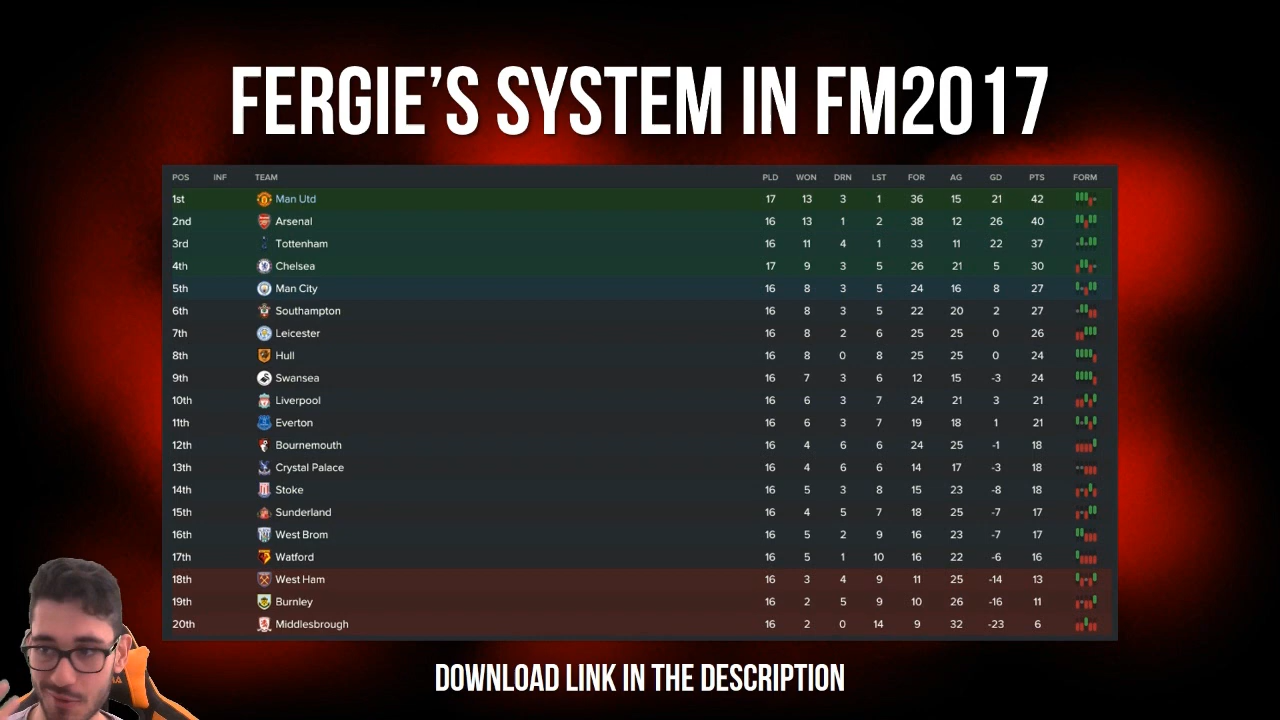 FERGIE'S SYSTEM IN FM2017
POS INF TEAM PLD WON DRN LST FOR AG GD PTS FORM
1st Man Utd 17 13 3 1 36 15 21 42
2nd Arsenal 16 13 1 2 38 12 26 40
3rd Tottenham 16 11 4 1 33 11 22 37
4th Chelsea 17 9 3 5 26 21 5 30
5th Man City 16 8 3 5 24 16 8 27
6th Southampton 16 8 3 5 22 20 2 27
7th Leicester 16 8 2 6 25 25 0 26
8th Hull 16 8 0 8 25 25 0 24
9th Swansea 16 7 3 6 12 15 -3 24
10th Liverpool 16 6 3 7 24 21 3 21
11th Everton 16 6 3 7 19 18 1 21
12th Bournemouth 16 4 6 6 24 25 -1 18
13th Crystal Palace 16 4 6 6 14 17 -3 18
14th Stoke 16 5 3 8 15 23 -8 18
15th Sunderland 16 4 5 7 18 25 -7 17
16th West Brom 16 5 2 9 16 23 -7 17
17th Watford 16 5 1 10 16 22 -6 16
18th West Ham 16 3 4 9 11 25 -14 13
19th Burnley 16 2 5 9 10 26 -16 11
20th Middlesbrough 16 2 0 14 9 32 -23 6
DOWNLOAD LINK IN THE DESCRIPTION